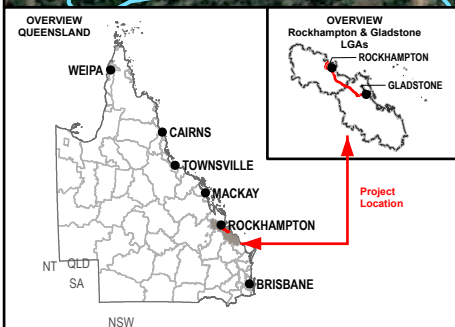 OVERVIEW
QUEENSLAND
WEIPA
CAIRNS
TOWNSVILLE
MACKAY
ROCKHAMPTON
BRISBANE
NT
QLD
SA
NSW
OVERVIEW
Rockhampton & Gladstone
LGAs
ROCKHAMPTON
GLADSTONE
Project
Location